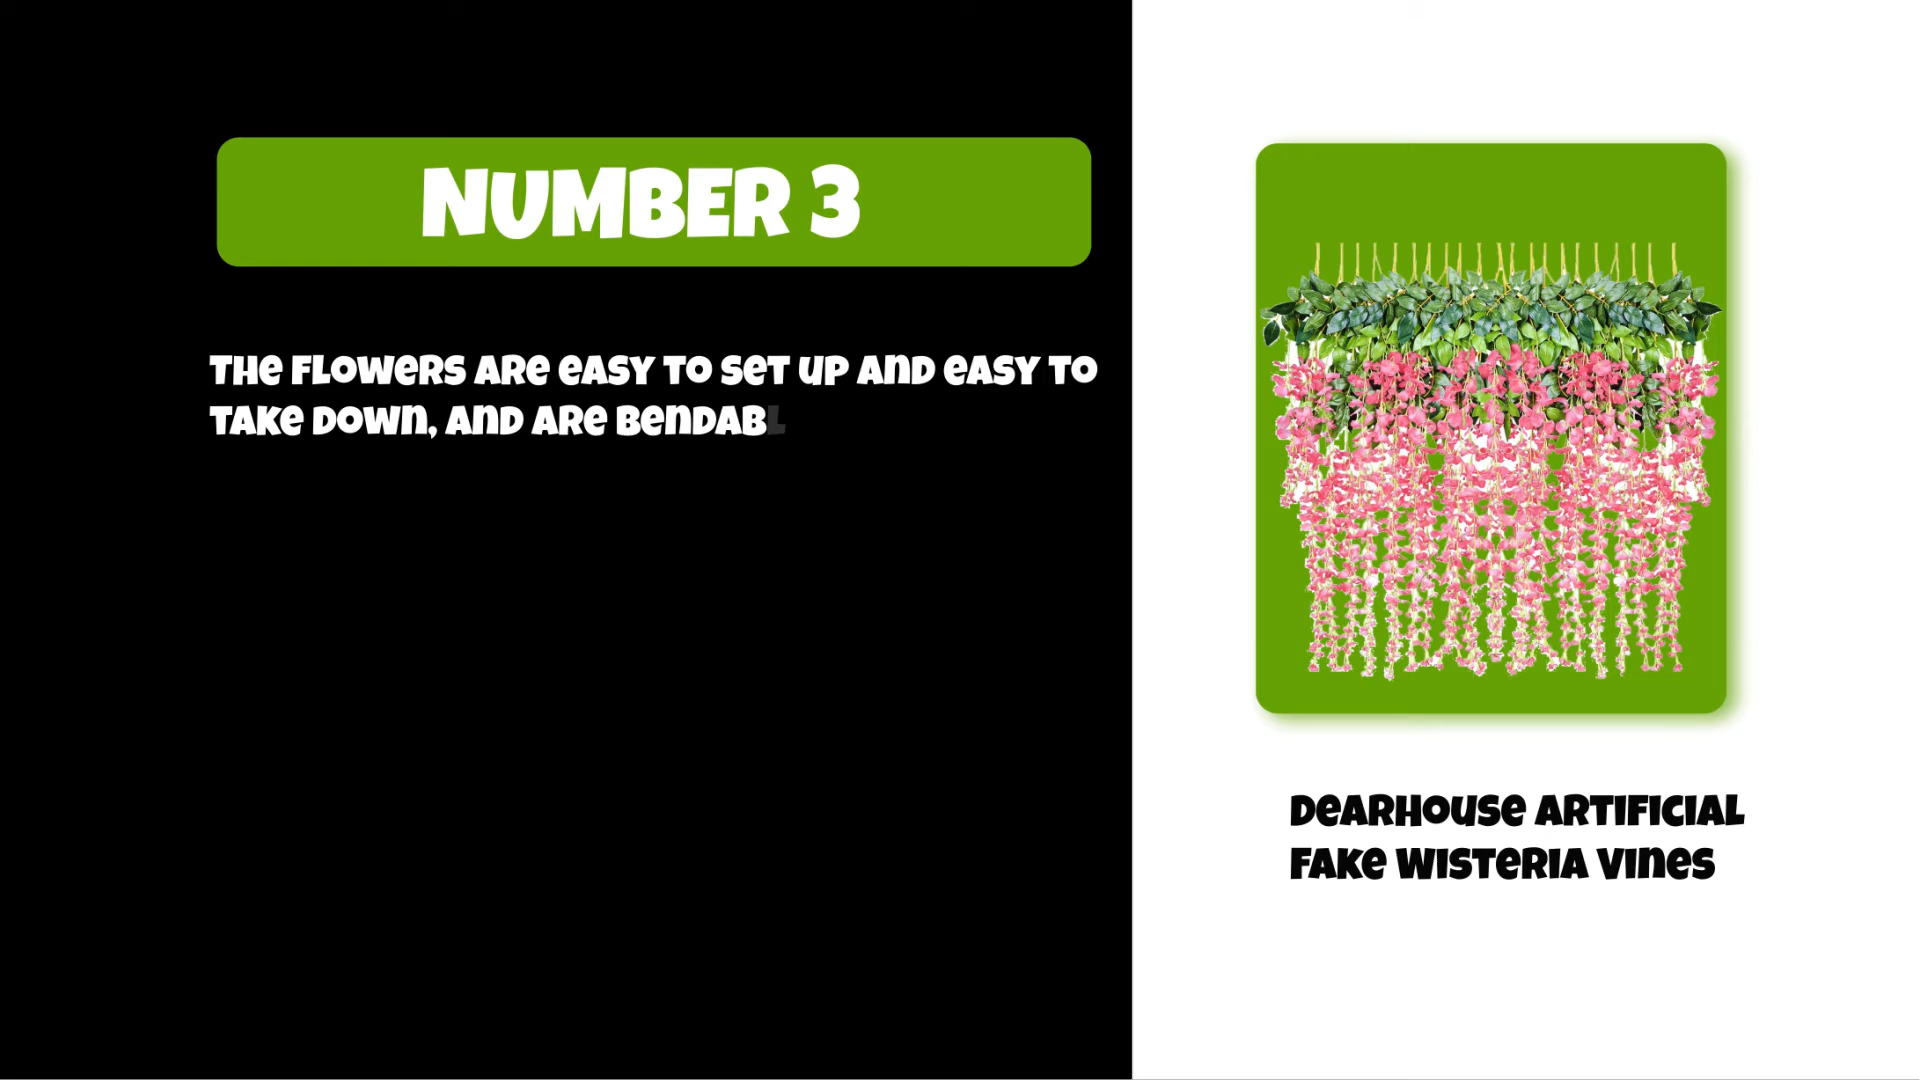 NUMBER 3
THE FLOWERS ARE EASY TO SET UP AND EASY TO
TAKE DOWN, AND ARE BENDABL
DEARHOUSE ARTIFICIAL
FAKE WISTERIA VINES